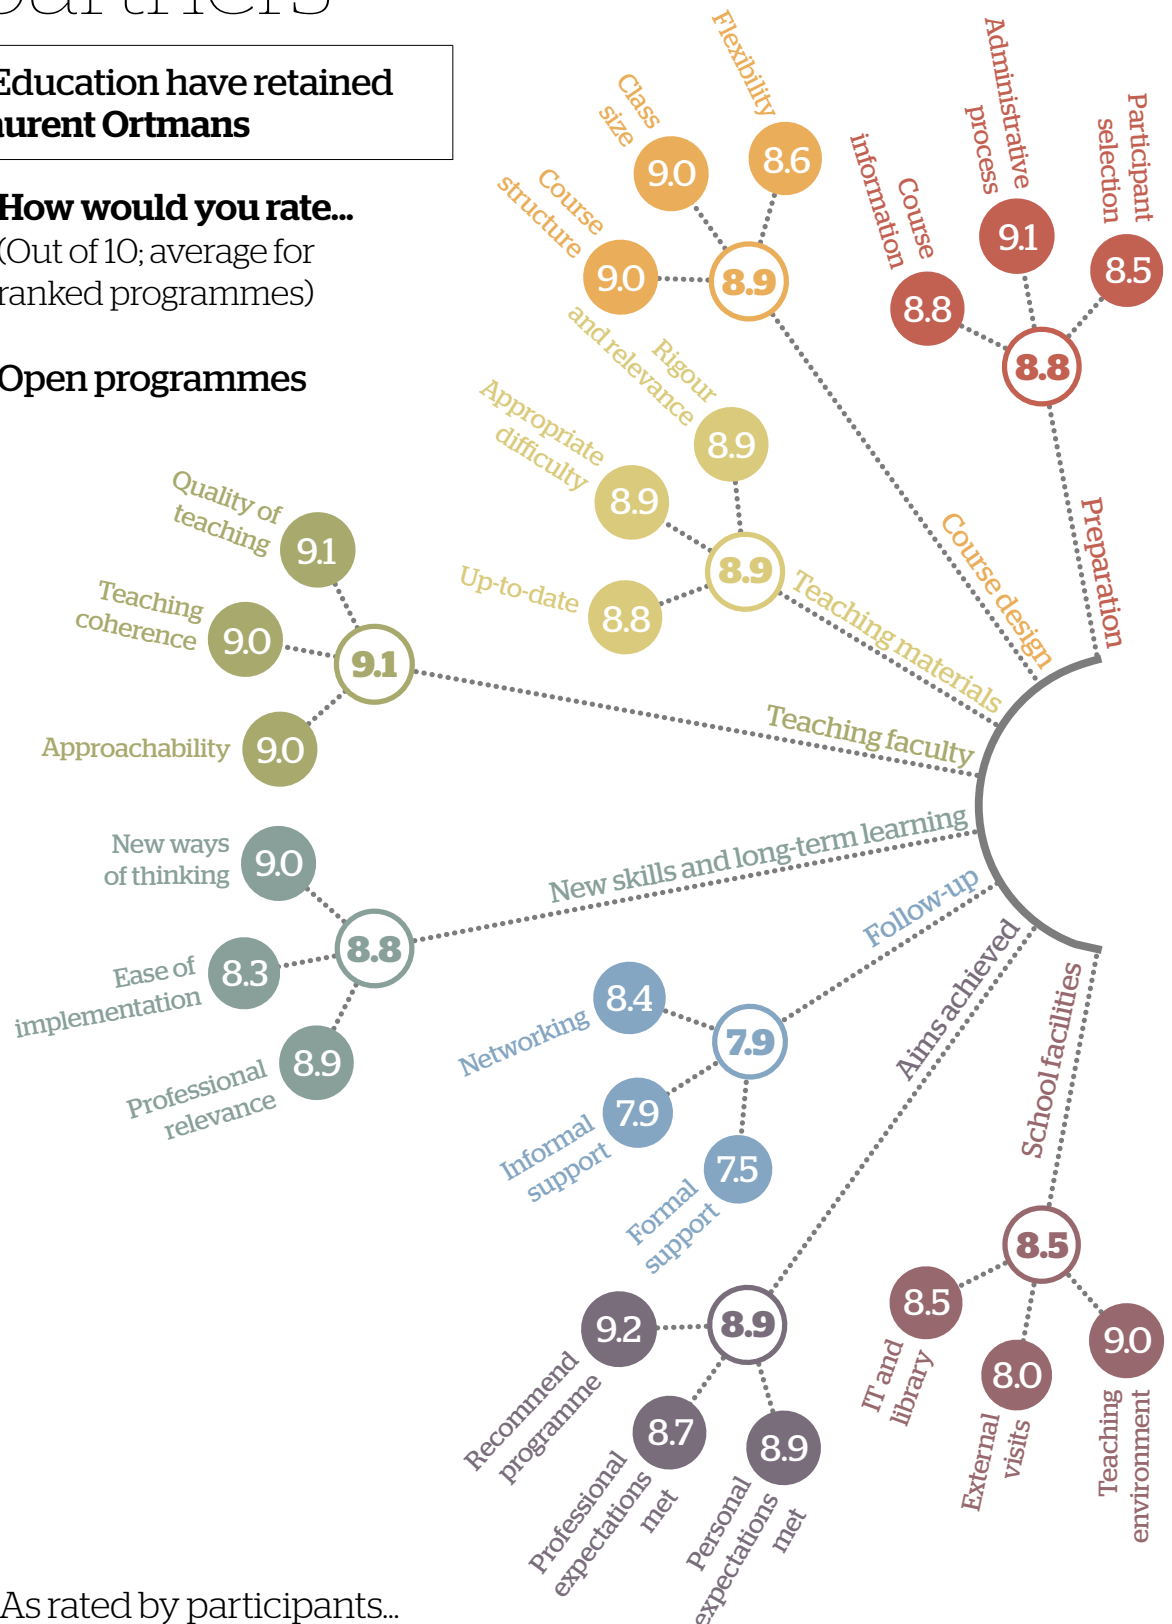 partners
Education have retained
aurent Ortmans
How would you rate...
(Out of 10; average for
ranked programmes)
Open programmes
Preparation
8.8
Course
information
8.8
Administrative
process
9.1
Participant
selection
8.5
Course design
8.9
Course
structure
9.0
Class
size
9.0
Flexibility
8.6
Teaching materials
8.9
Rigour
and relevance
8.9
Appropriate
difficulty
8.9
Up-to-date
8.8
Teaching faculty
9.1
Quality of
teaching
9.1
Teaching
coherence
9.0
Approachability
9.0
New skills and long-term learning
8.8
New ways
of thinking
9.0
Ease of
implementation
8.3
Professional
relevance
8.9
Follow-up
7.9
Networking
8.4
Informal
support
7.9
Formal
support
7.5
Aims achieved
8.9
Recommend
programme
9.2
Professional
expectations
met
8.7
Personal
expectations
met
8.9
School facilities
8.5
IT and
library
8.5
External
visits
8.0
Teaching
environment
9.0
As rated by participants...